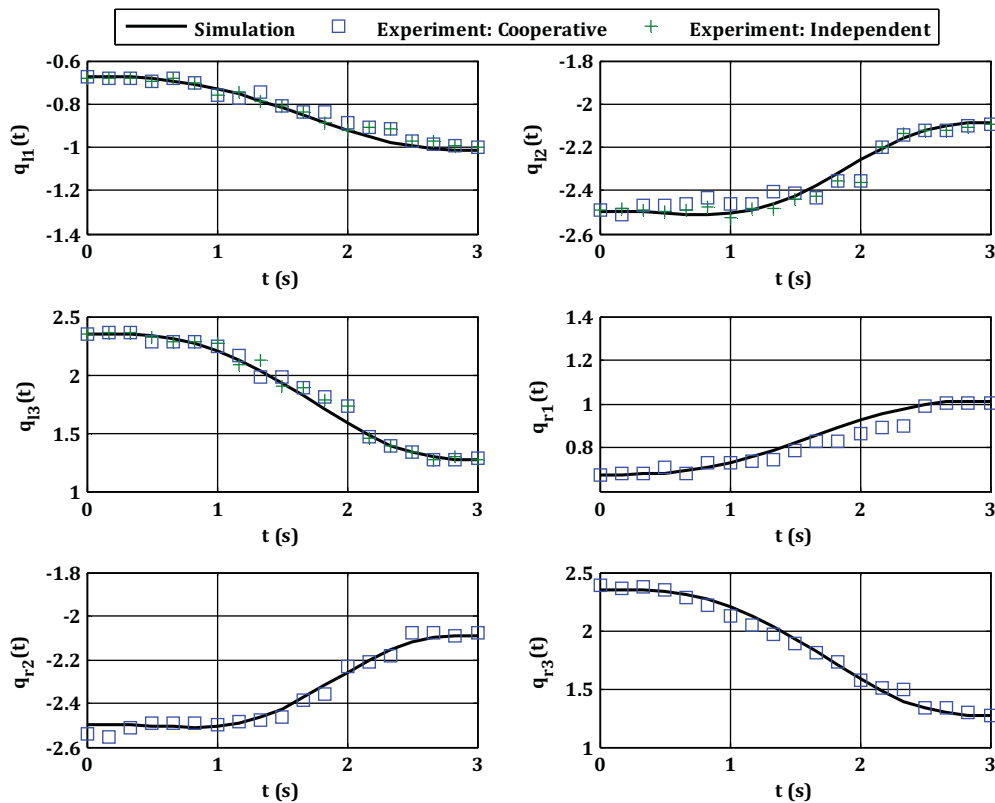 Simulation Experiment: Cooperative Experiment: Independent
-0.6
-0.8
-1
-1.2
-1.4
0 1 2 3
t (s)
q_l1(t)
-1.8
-2
-2.2
-2.4
-2.6
0 1 2 3
t (s)
q_l2(t)
2.5
2
1.5
1
0 1 2 3
t (s)
q_l3(t)
1.4
1.2
1
0.8
0.6
0 1 2 3
t (s)
q_r1(t)
-1.8
-2
-2.2
-2.4
-2.6
0 1 2 3
t (s)
q_r2(t)
2.5
2
1.5
1
0 1 2 3
t (s)
q_r3(t)